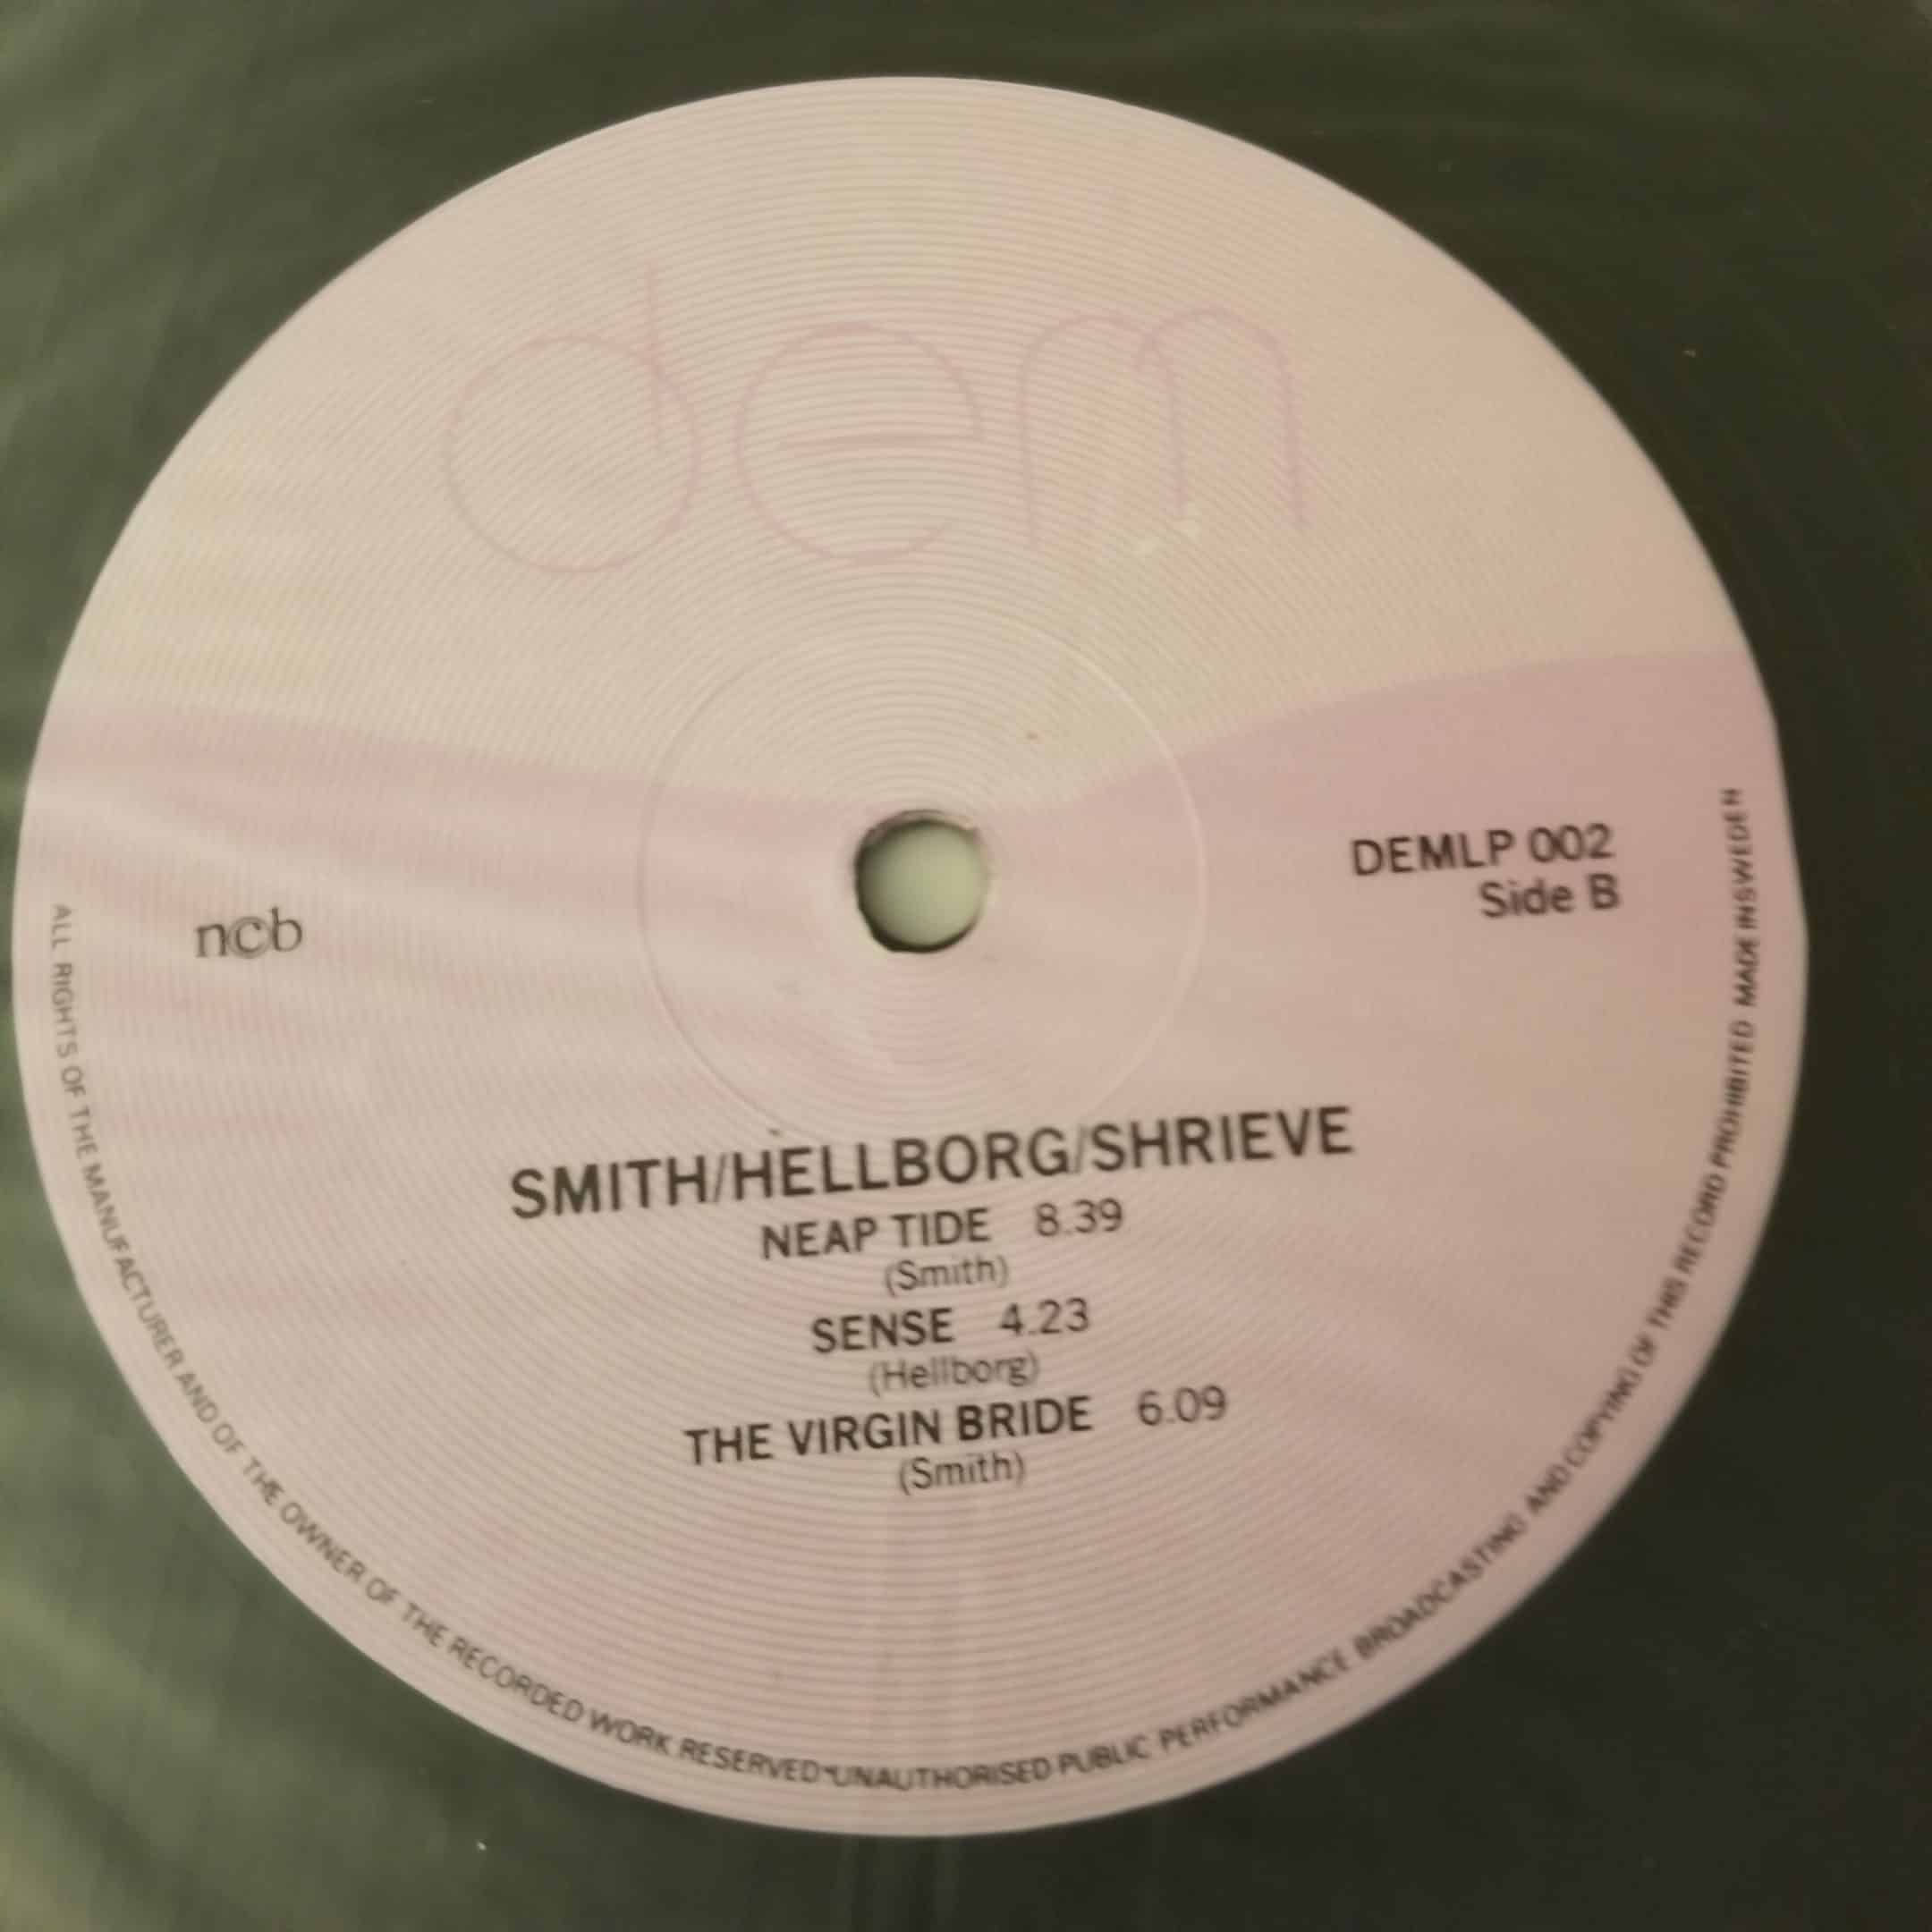 dem
ncb
DEMLP 002
Side B
SMITH/HELLBORG/SHRIEVE
NEAP TIDE 8.39
(Smith)
SENSE 4.23
(Hellborg)
THE VIRGIN BRIDE 6.09
(Smith)
ALL RIGHTS OF THE MANUFACTURER AND OF THE OWNER OF THE RECORDED WORK RESERVED UNAUTHORISED PUBLIC PERFORMANCE BROADCASTING AND COPYING OF THIS RECORD PROHIBITED MADE IN SWEDEN